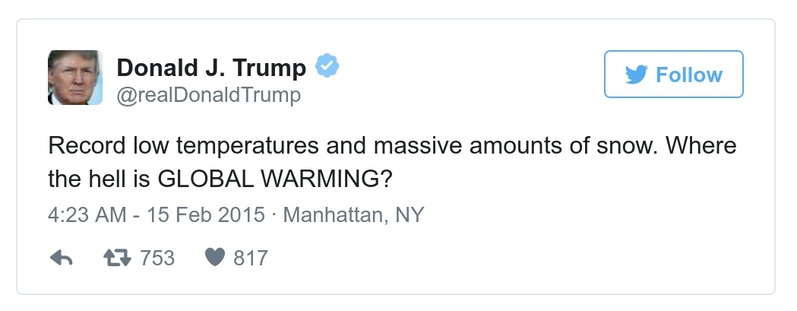 Donald J. Trump
Follow
@realDonaldTrump
Record low temperatures and massive amounts of snow. Where
the hell is GLOBAL WARMING?
4:23 AM - 15 Feb 2015 · Manhattan, NY
753 817